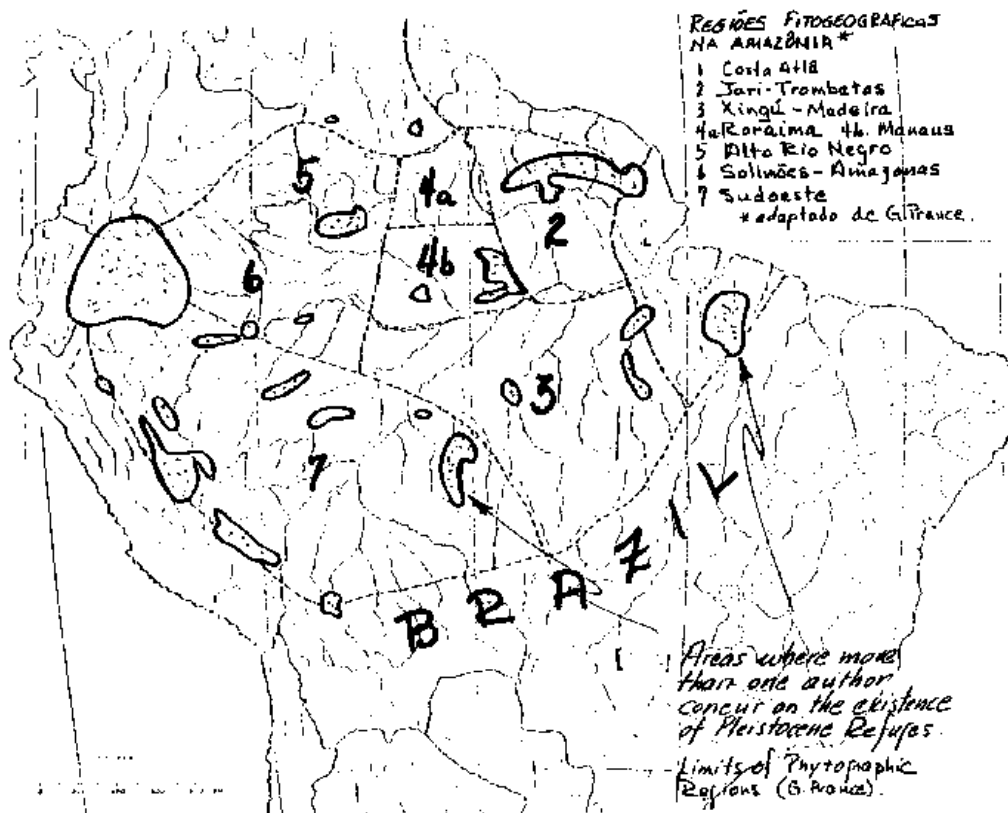 REGIÕES FITOGEOGRAFICAS
NA AMAZÔNIA*
1 Costa Atlã
2 Jari-Trombetas
3 Xingú - Madeira
4a Roraima 4b. Manaus
5 Alto Rio Negro
6 Solimões - Amazonas
7 Sudoeste
* adaptado de G. Prance.
5
4a
2
4b
6
3
7
BRAZIL
Areas where more
than one author
concur on the existence
of Pleistocene Refuges.
Limits of Phytographic
Regions (G. Prance).